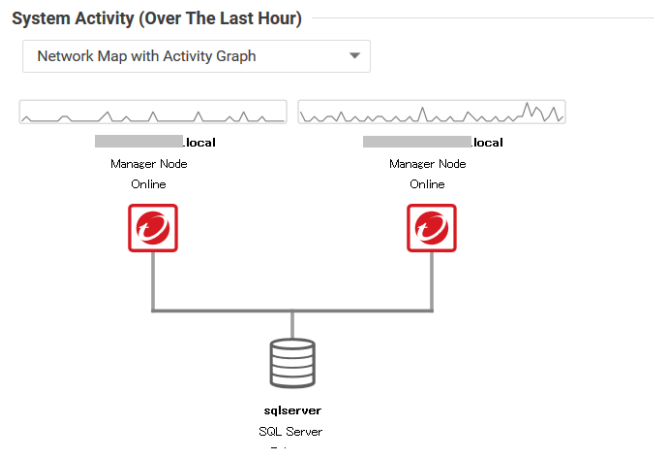 System Activity (Over The Last Hour)
Network Map with Activity Graph
.local
.local
Manager Node
Manager Node
Online
Online
sqlserver
SQL Server